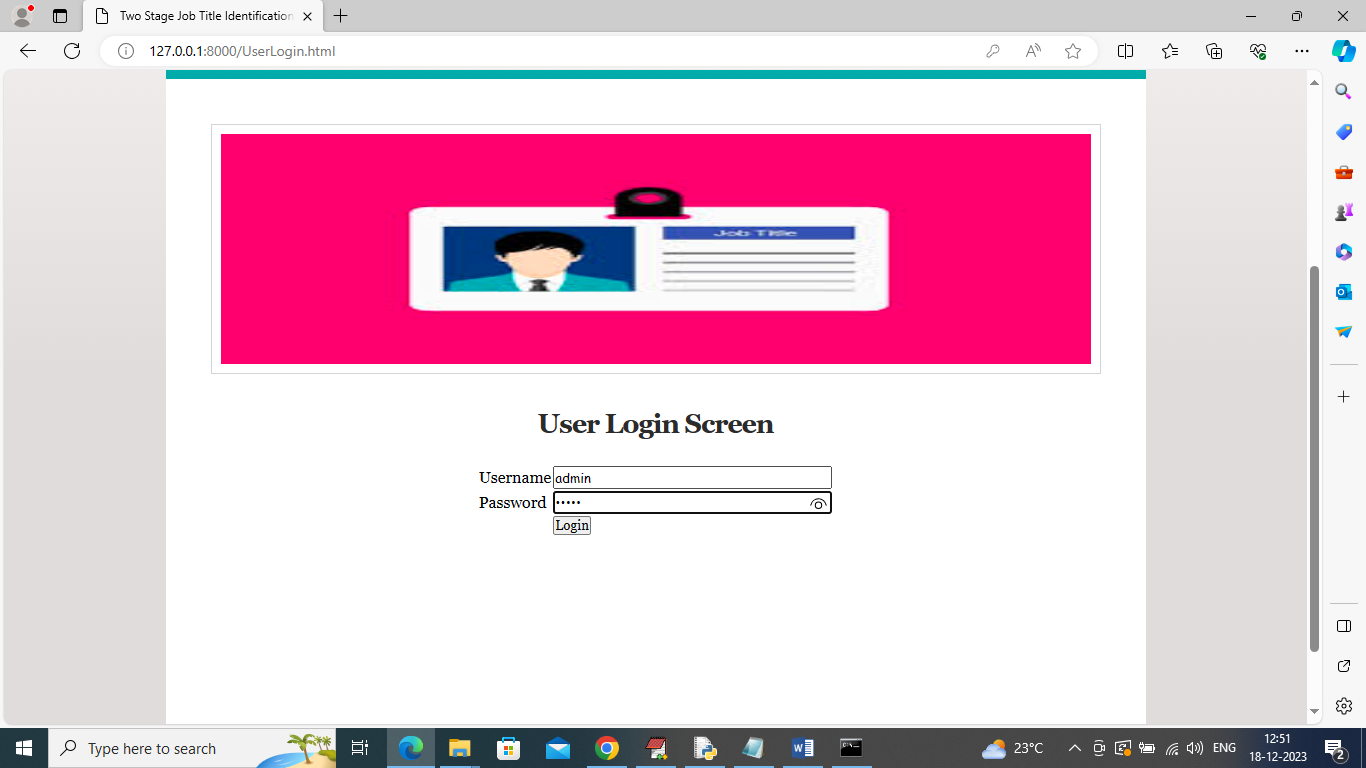 Two Stage Job Title Identification
127.0.0.1:8000/UserLogin.html
Job Title
User Login Screen
Username admin
Password •••••
Login
Type here to search
23°C
ENG
12:51
18-12-2023
2